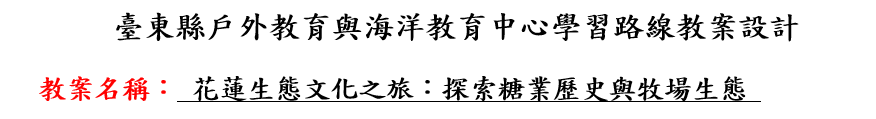 臺東縣戶外教育與海洋教育中心學習路線教案設計
教案名稱：花蓮生態文化之旅：探索糖業歷史與牧場生態